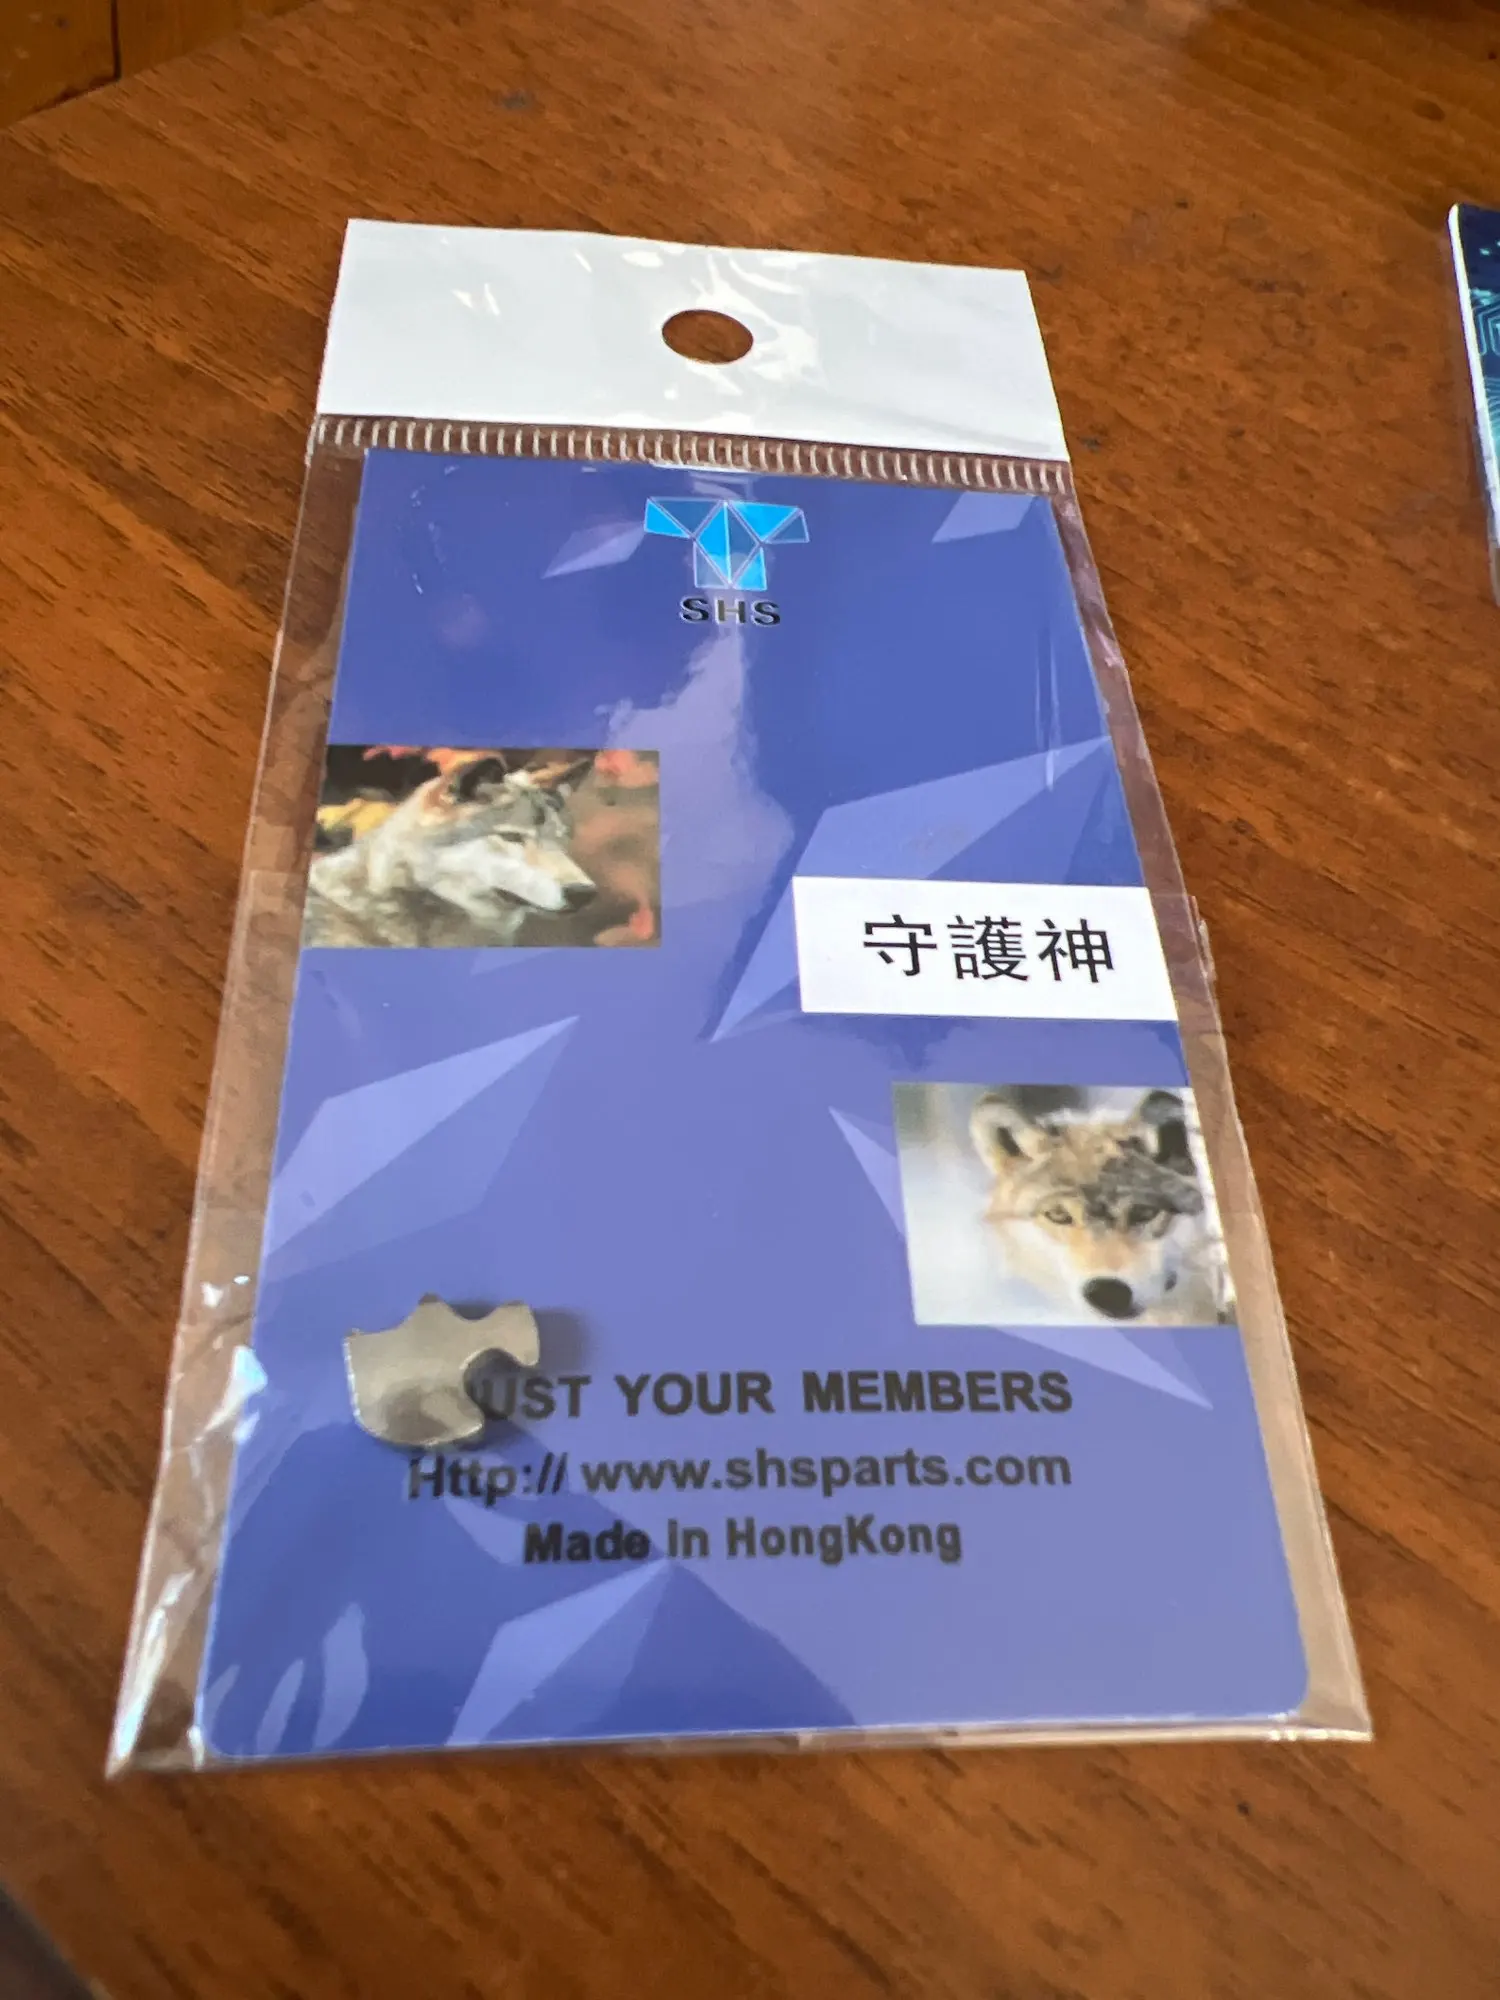 SHS
守護神
UST YOUR MEMBERS
Http:// www.shsparts.com
Made in HongKong